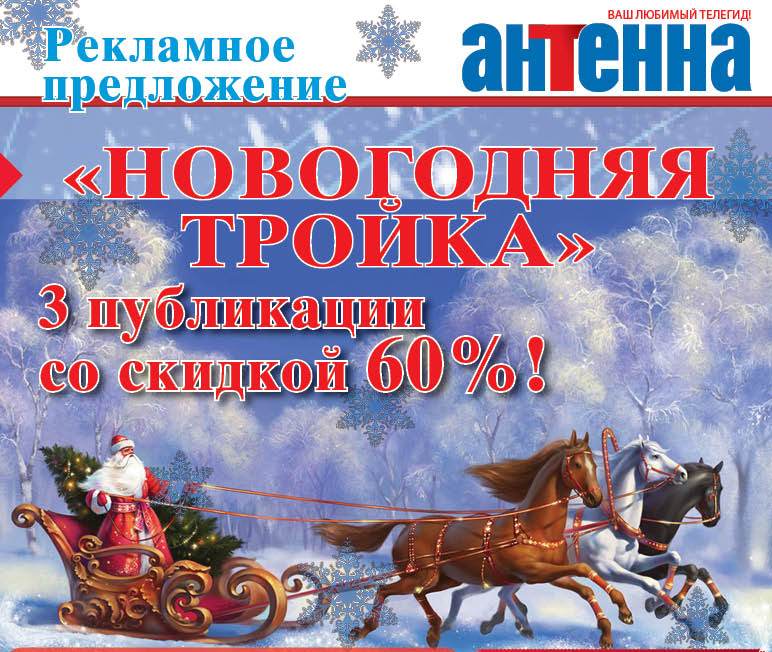 Рекламное
предложение
ВАШ ЛЮБИМЫЙ ТЕЛЕГИД!
антенна
«НОВОГОДНЯЯ
ТРОЙКА»
3 публикации
со скидкой 60%!